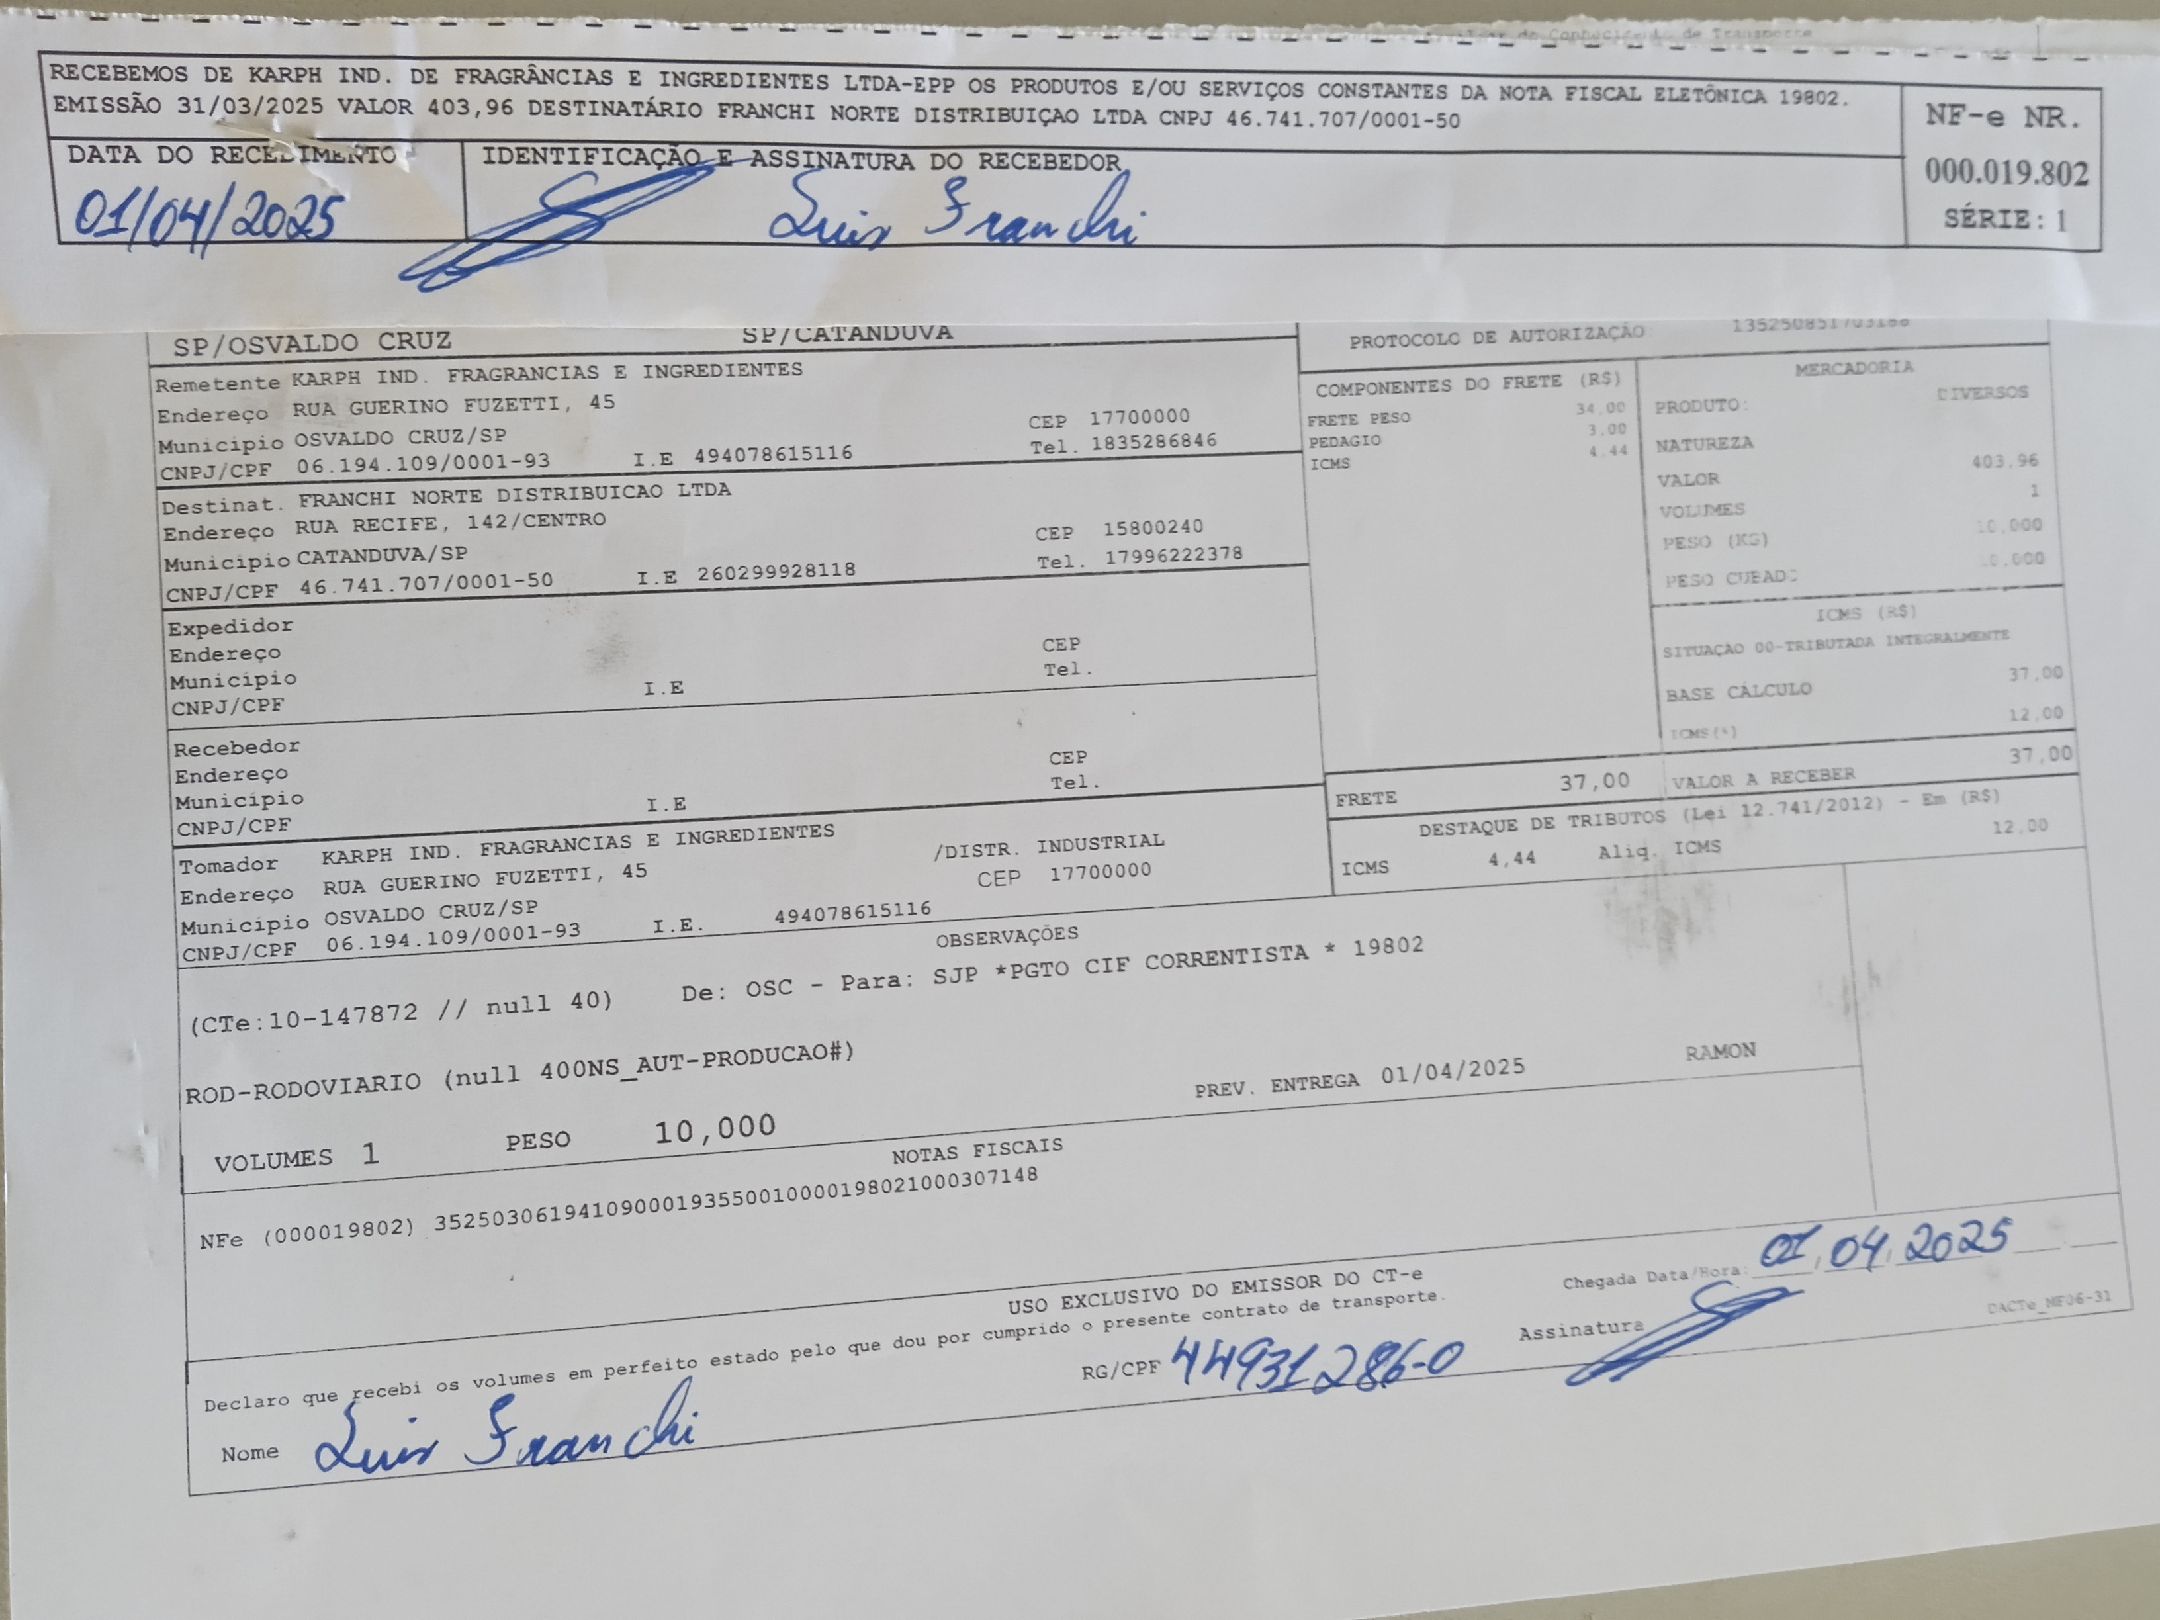 de Transporte
RECEBEMOS DE KARPH IND. DE FRAGRÂNCIAS E INGREDIENTES LTDA-EPP OS PRODUTOS E/OU SERVIÇOS CONSTANTES DA NOTA FISCAL ELETÔNICA 19802.
EMISSÃO 31/03/2025 VALOR 403,96 DESTINATÁRIO FRANCHI NORTE DISTRIBUIÇAO LTDA CNPJ 46.741.707/0001-50
NF-e NR.
000.019.802
SÉRIE: 1
DATA DO RECEBIMENTO
IDENTIFICAÇÃO E ASSINATURA DO RECEBEDOR
01/04/2025
Luis Franchi
SP/OSVALDO CRUZ SP/CATANDUVA
PROTOCOLO DE AUTORIZAÇÃO
Remetente KARPH IND. FRAGRANCIAS E INGREDIENTES
Endereço RUA GUERINO FUZETTI, 45
Municipio OSVALDO CRUZ/SP CEP 17700000
CNPJ/CPF 06.194.109/0001-93 I.E 494078615116 Tel. 1835286846
Destinat. FRANCHI NORTE DISTRIBUICAO LTDA
Endereço RUA RECIFE, 142/CENTRO
Municipio CATANDUVA/SP CEP 15800240
CNPJ/CPF 46.741.707/0001-50 I.E 260299928118 Tel. 17996222378
Expedidor
Endereço CEP
Municipio Tel.
CNPJ/CPF I.E
Recebedor
Endereço CEP
Municipio Tel.
CNPJ/CPF I.E
Tomador KARPH IND. FRAGRANCIAS E INGREDIENTES /DISTR. INDUSTRIAL
Endereço RUA GUERINO FUZETTI, 45 CEP 17700000
Municipio OSVALDO CRUZ/SP
CNPJ/CPF 06.194.109/0001-93 I.E. 494078615116
COMPONENTES DO FRETE (R$)
FRETE PESO 34,00
PEDAGIO 3.00
ICMS 4.44
MERCADORIA
PRODUTO: DIVERSOS
NATUREZA
VALOR 403,96
VOLUMES 1
PESO (KG) 10,000
PESO CUBADO 10.000
ICMS (R$)
SITUAÇAO 00-TRIBUTADA INTEGRALMENTE
BASE CÁLCULO 37,00
ICMS(%) 12,00
FRETE 37,00 VALOR A RECEBER 37,00
DESTAQUE DE TRIBUTOS (Lei 12.741/2012) - Em (R$)
ICMS 4,44 Aliq. ICMS 12.00
OBSERVAÇÕES
(CTe:10-147872 // null 40) De: OSC - Para: SJP *PGTO CIF CORRENTISTA * 19802
ROD-RODOVIARIO (null 400NS_AUT-PRODUCAO#)
PREV. ENTREGA 01/04/2025 RAMON
VOLUMES 1 PESO 10,000
NOTAS FISCAIS
NFe (000019802) 35250306194109000193550010000198021000307148
USO EXCLUSIVO DO EMISSOR DO CT-e
Chegada Data/Hora: 01,04,2025
Declaro que recebi os volumes em perfeito estado pelo que dou por cumprido o presente contrato de transporte.
DACTe_MF06-31
Nome Luis Franchi RG/CPF 44931286-0 Assinatura